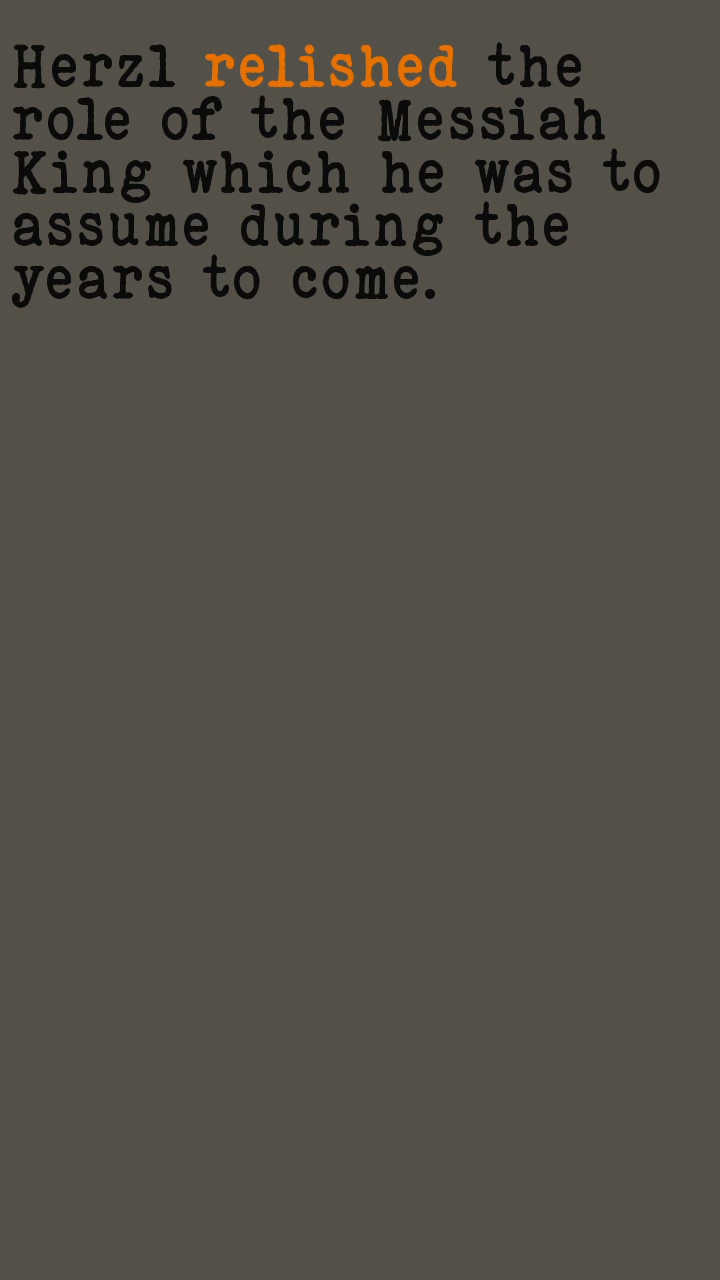 Herzl relished the
role of the Messiah
King which he was to
assume during the
years to come.